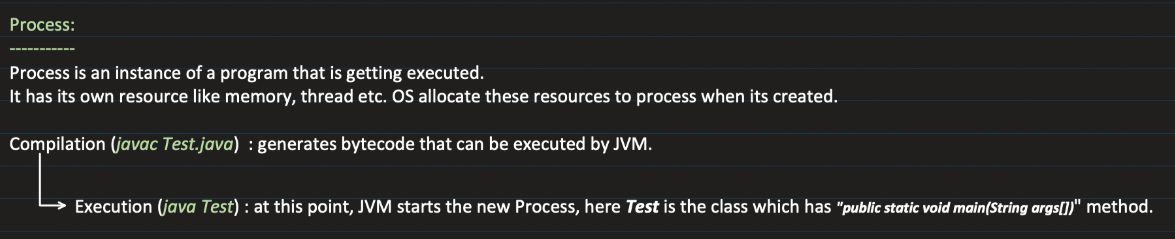 Process:
-----------
Process is an instance of a program that is getting executed.
It has its own resource like memory, thread etc. OS allocate these resources to process when its created.
Compilation (javac Test.java)  : generates bytecode that can be executed by JVM.
Execution (java Test) : at this point, JVM starts the new Process, here Test is the class which has "public static void main(String args[])" method.